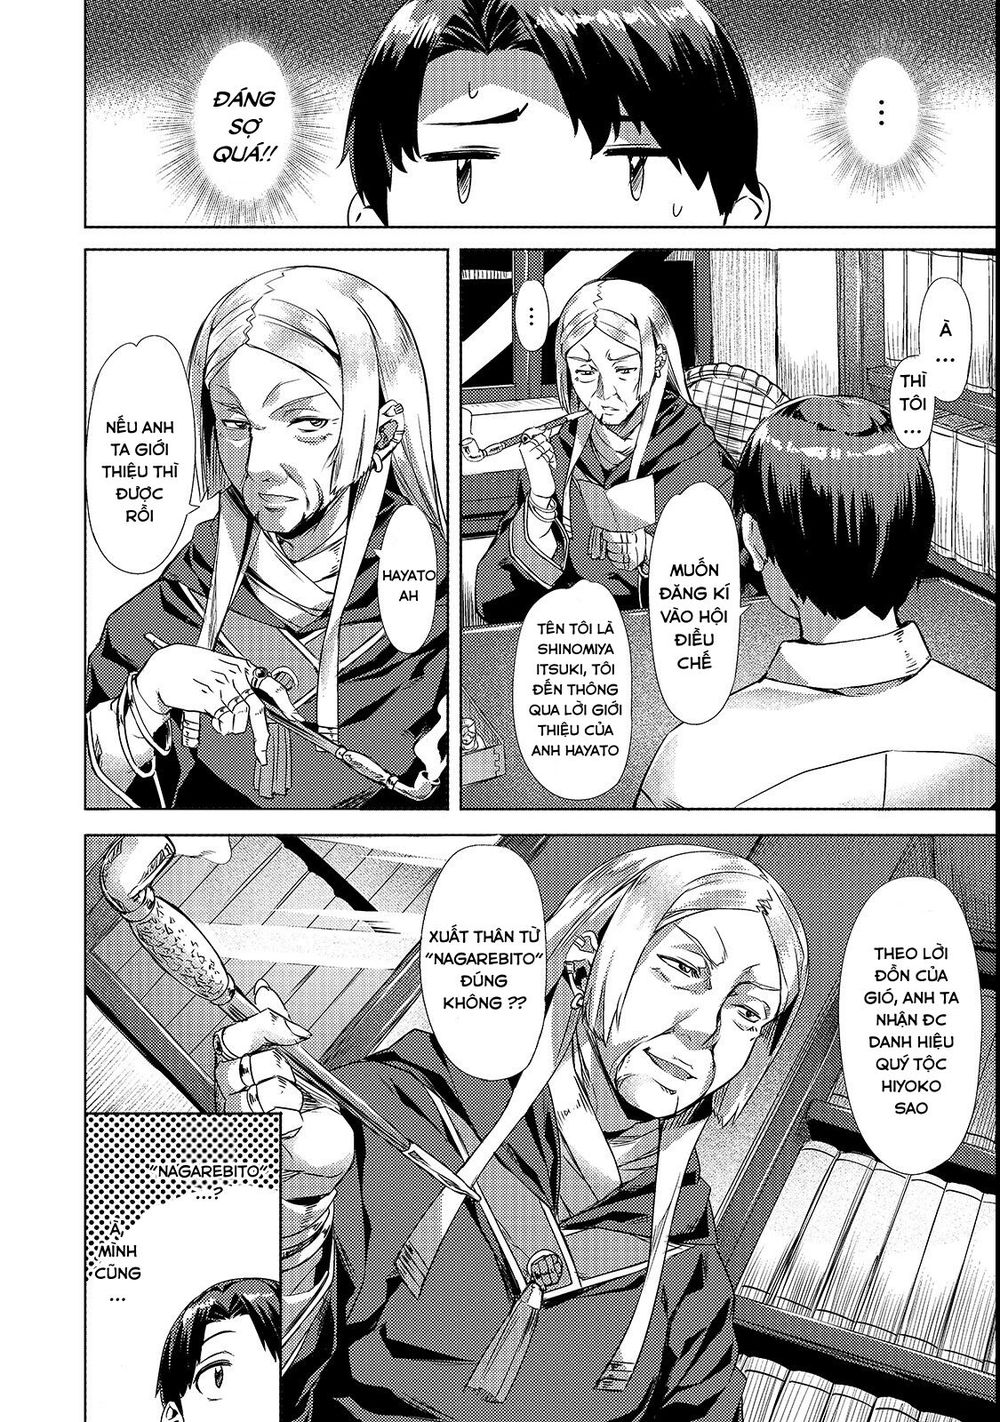 ...
ĐÁNG
SỢ
QUÁ!!
À
...
THÌ
TÔI
...
MUỐN
ĐĂNG KÍ
VÀO HỘI
ĐIỀU
CHẾ
TÊN TÔI LÀ
SHINOMIYA
ITSUKI, TÔI
ĐẾN THÔNG
QUA LỜI GIỚI
THIỆU CỦA
ANH HAYATO
...
HAYATO
AH
NẾU ANH
TA GIỚI
THIỆU THÌ
ĐƯỢC
RỒI
THEO LỜI
ĐỒN CỦA
GIÓ, ANH TA
NHẬN ĐC
DANH HIỆU
QUÝ TỘC
HIYOKO
SAO
XUẤT THÂN TỪ
“NAGAREBITO”
ĐÚNG
KHÔNG ??
“NAGAREBITO”
...?
À
MÌNH
CŨNG
...